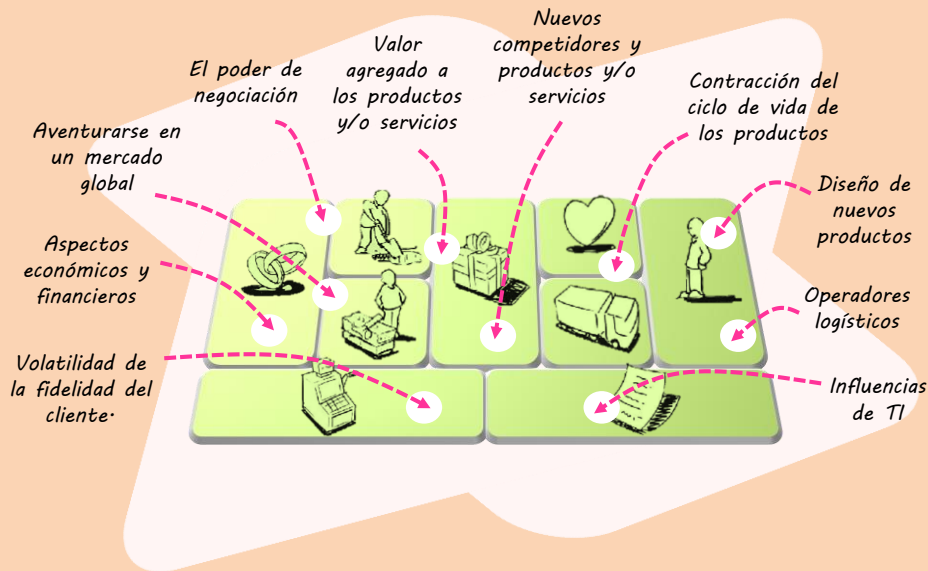 El poder de
negociación
Valor
agregado a
los productos
y/o servicios
Nuevos
competidores y
productos y/o
servicios
Contracción del
ciclo de vida de
los productos
Aventurarse en
un mercado
global
Diseño de
nuevos
productos
Aspectos
económicos y
financieros
Operadores
logísticos
Volatilidad de
la fidelidad del
cliente.
Influencias
de TI